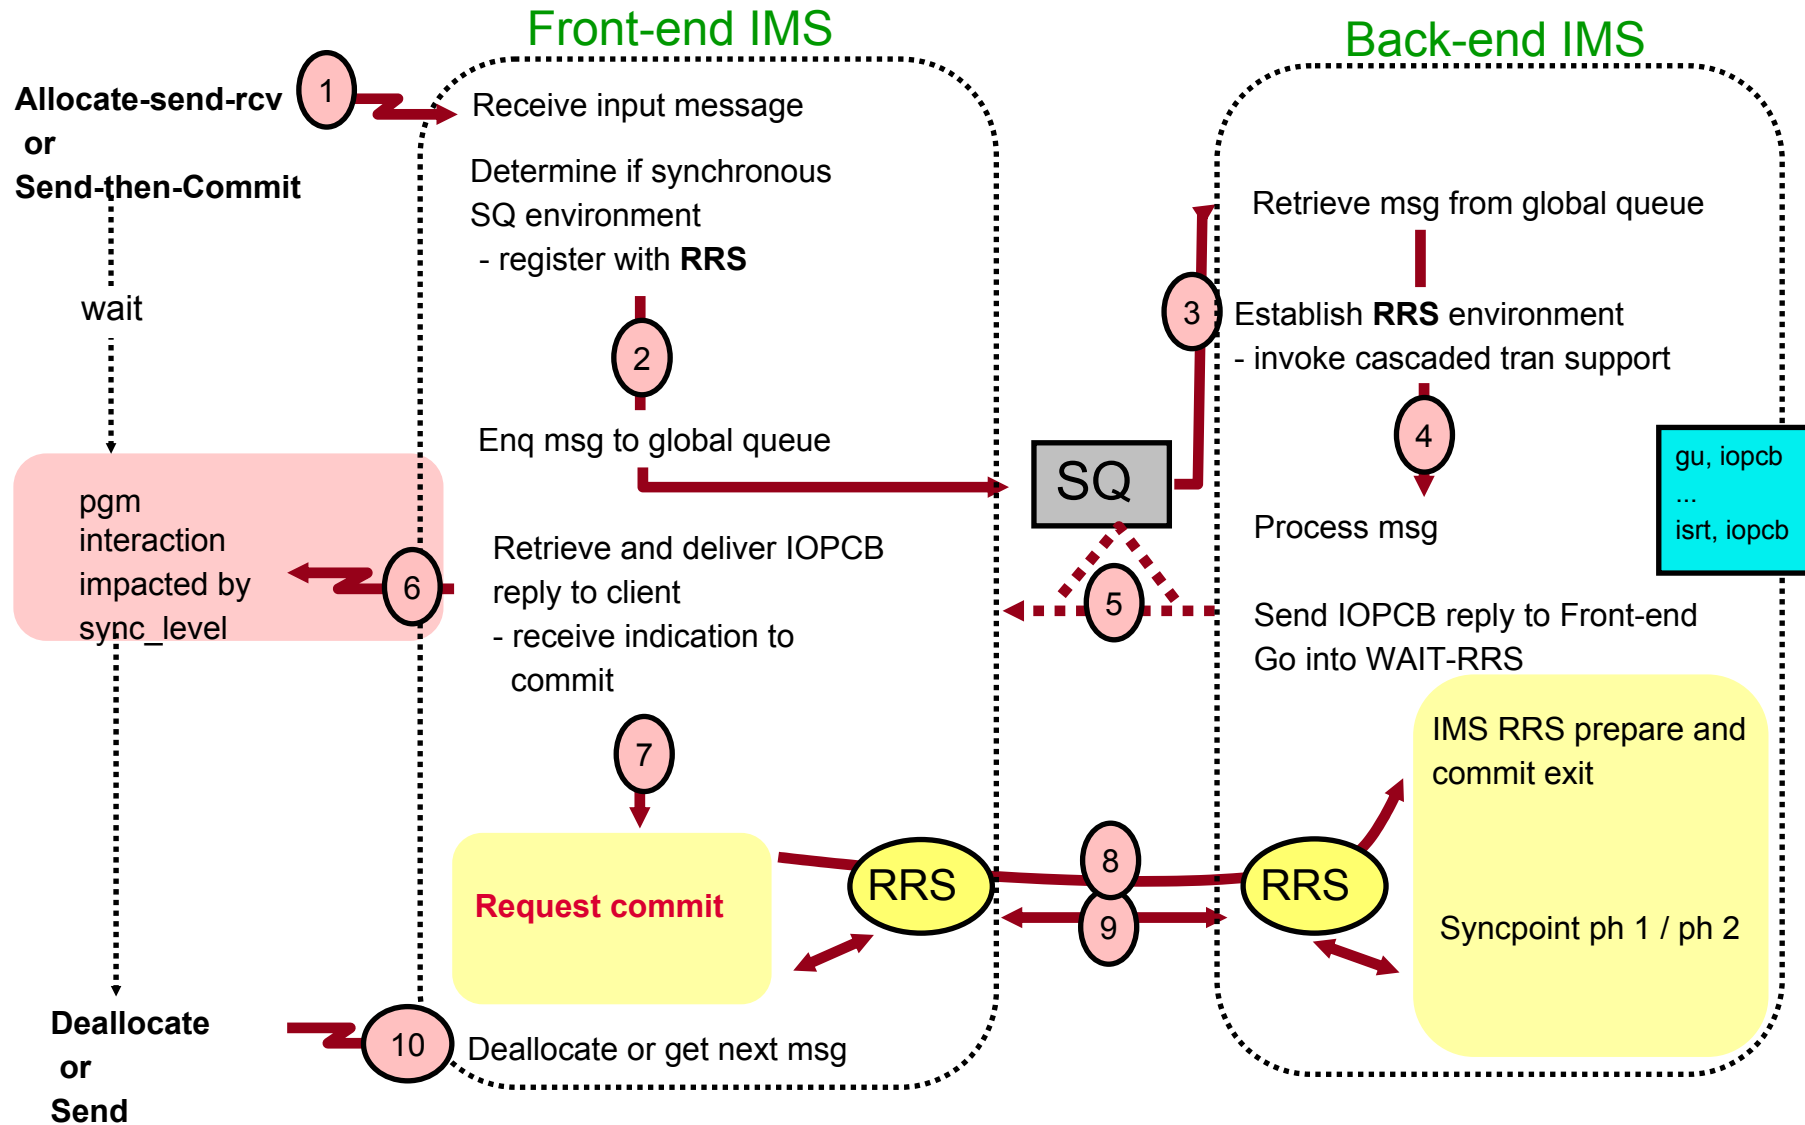 Front-end IMS
Back-end IMS
Allocate-send-rcv
or
Send-then-Commit
1
Receive input message
Determine if synchronous
SQ environment
- register with RRS
wait
2
Enq msg to global queue
SQ
3
Retrieve msg from global queue
Establish RRS environment
- invoke cascaded tran support
4
Process msg
gu, iopcb
...
isrt, iopcb
pgm
interaction
impacted by
sync_level
6
Retrieve and deliver IOPCB
reply to client
- receive indication to
commit
5
Send IOPCB reply to Front-end
Go into WAIT-RRS
7
IMS RRS prepare and
commit exit
Request commit
RRS
8
9
RRS
Syncpoint ph 1 / ph 2
Deallocate
or
Send
10
Deallocate or get next msg